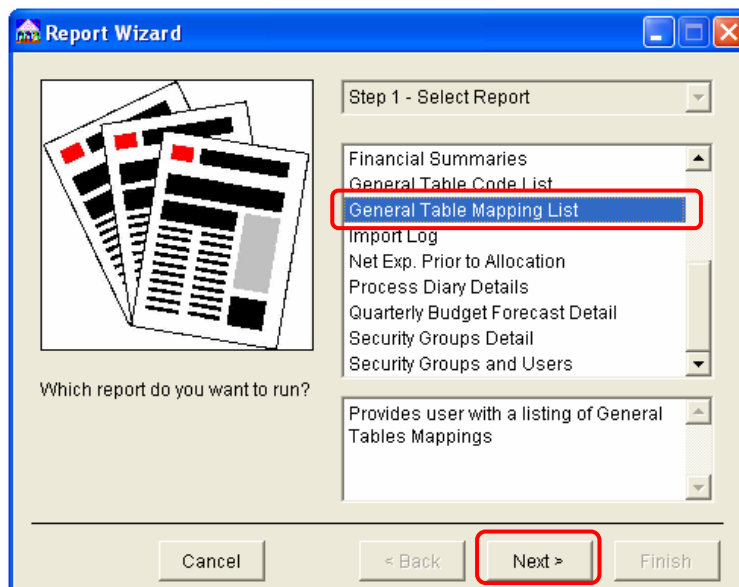 Report Wizard
Step 1 - Select Report
Financial Summaries
General Table Code List
General Table Mapping List
Import Log
Net Exp. Prior to Allocation
Process Diary Details
Quarterly Budget Forecast Detail
Security Groups Detail
Security Groups and Users
Which report do you want to run?
Provides user with a listing of General
Tables Mappings
Cancel
< Back
Next >
Finish